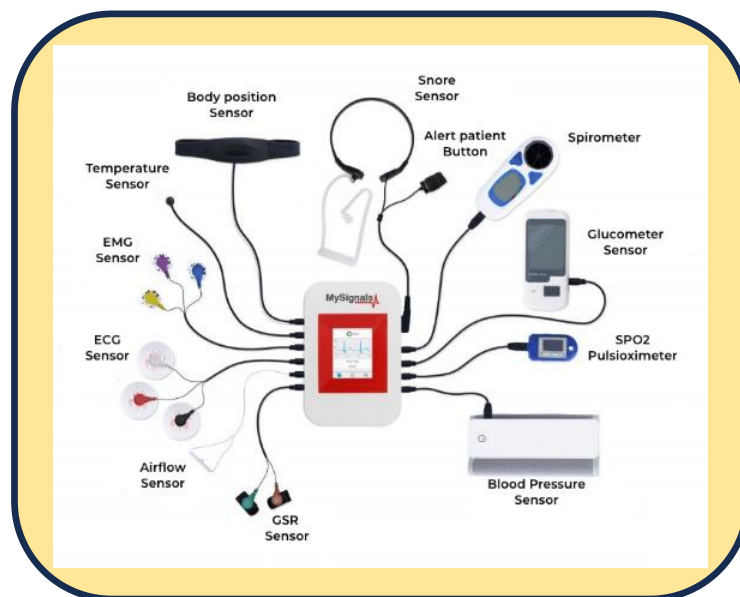 Body position
Sensor
Snore
Sensor
Alert patient
Button
Spirometer
Temperature
Sensor
EMG
Sensor
Glucometer
Sensor
MySignals
ECG
Sensor
SPO2
Pulsioximeter
Airflow
Sensor
GSR
Sensor
Blood Pressure
Sensor